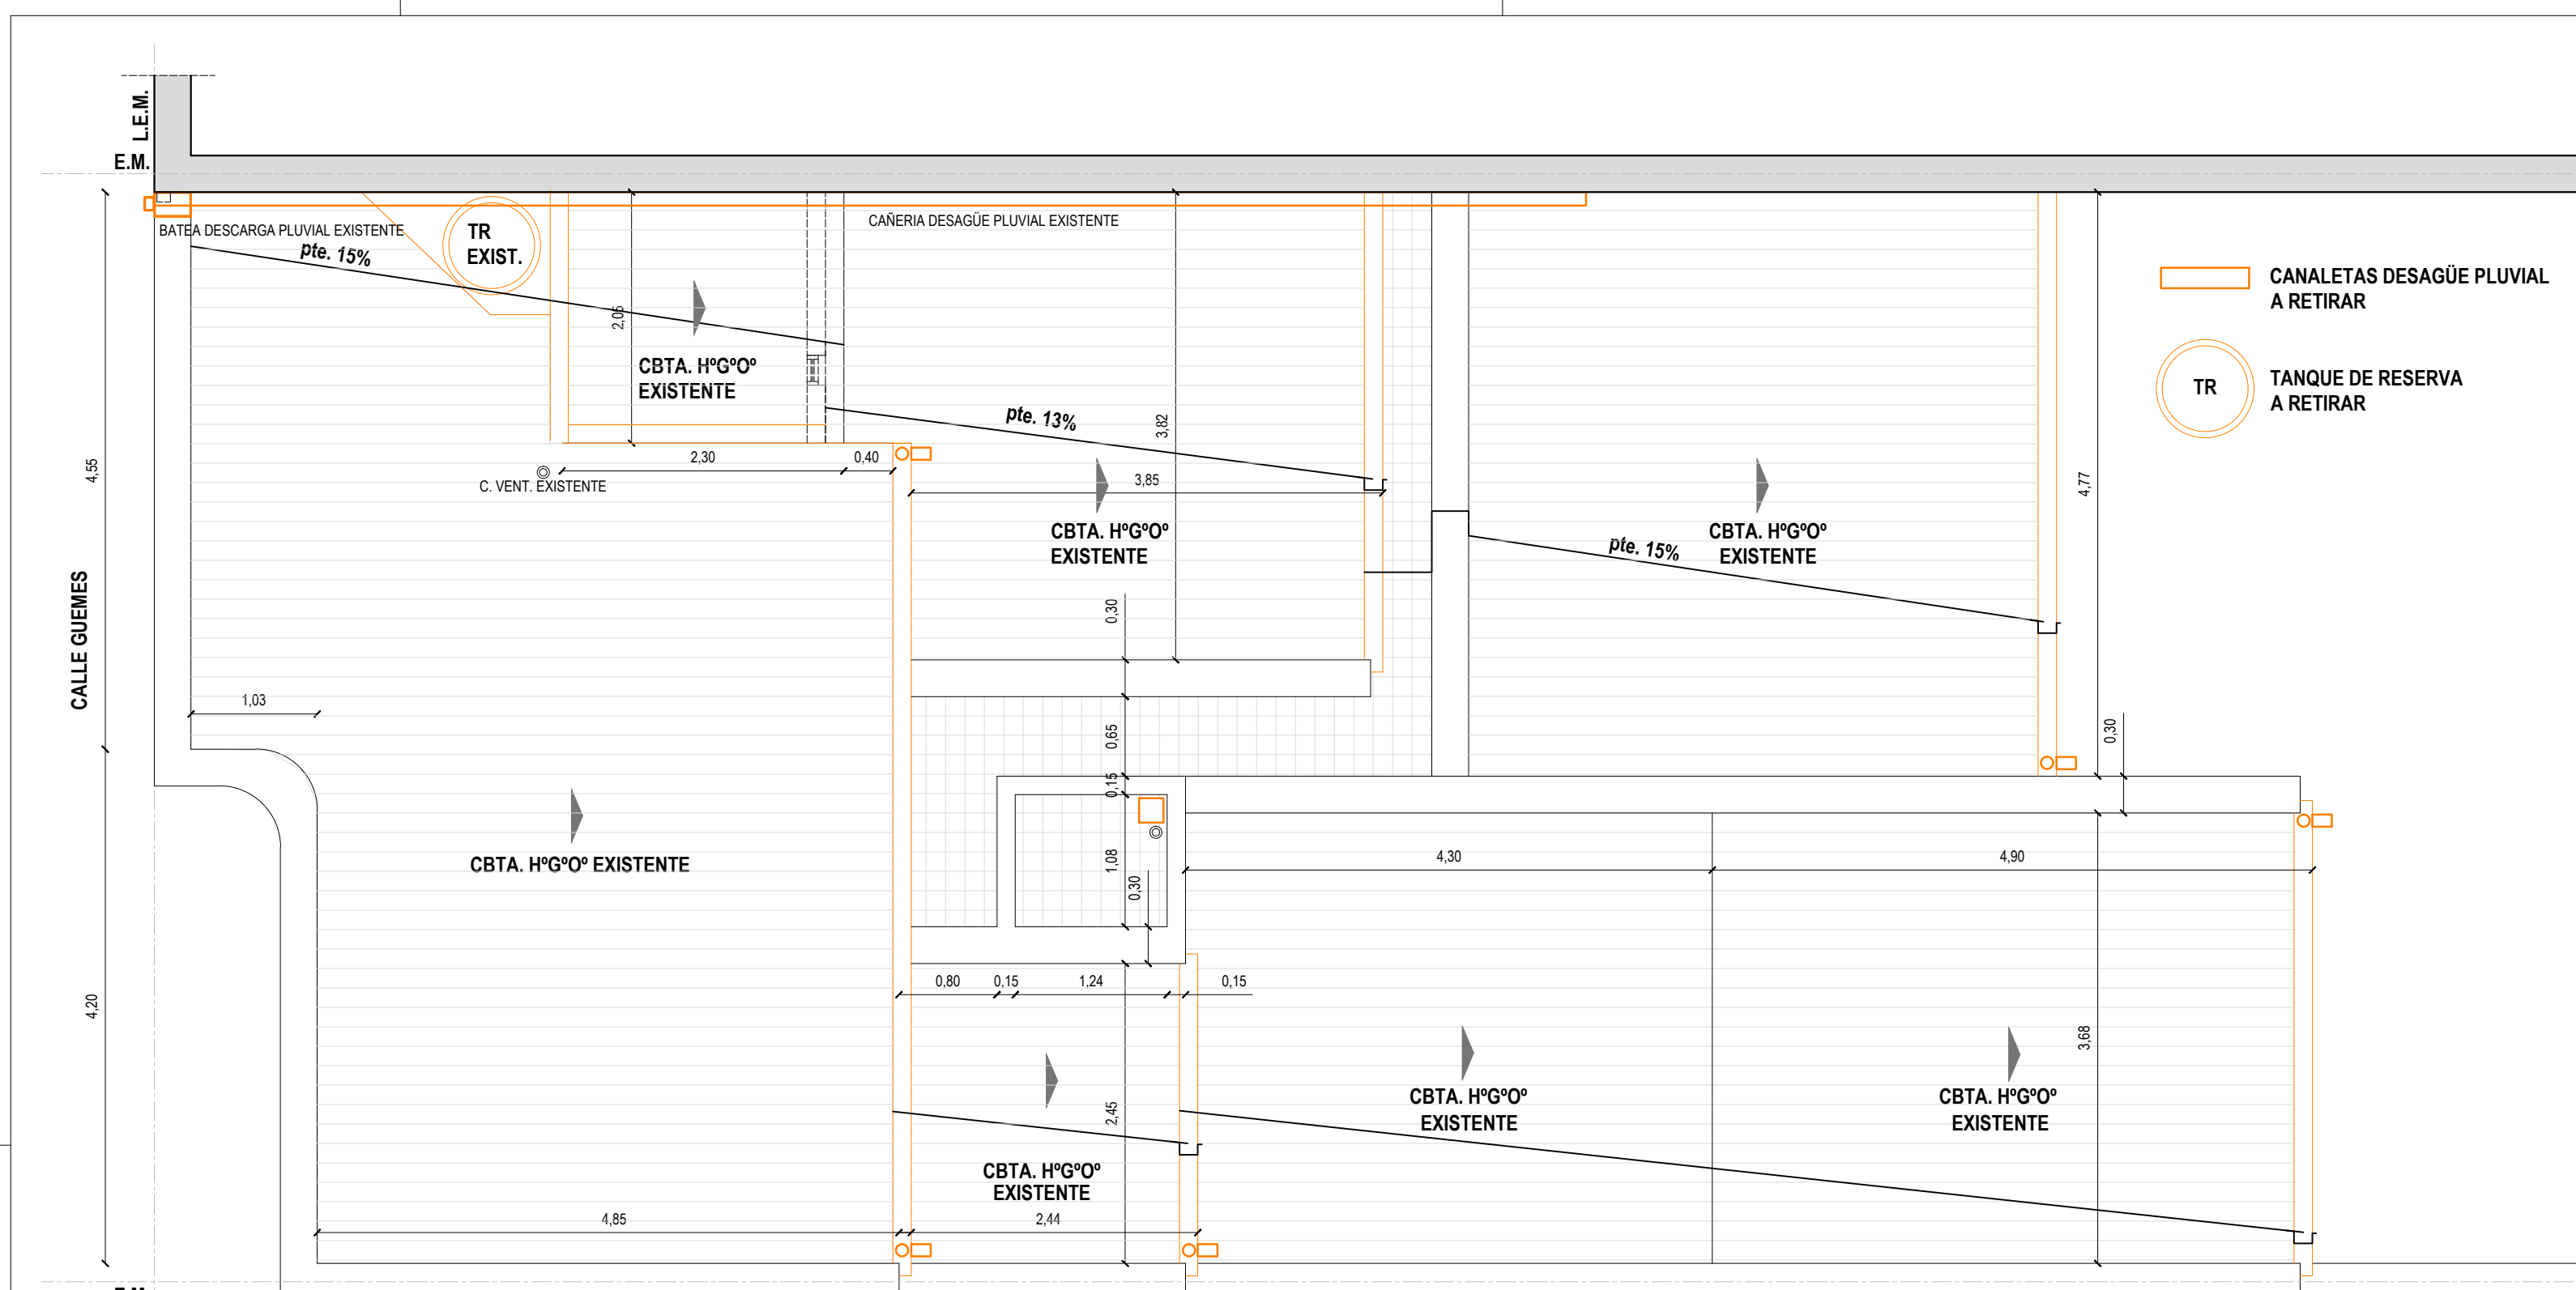 L.E.M.
E.M.
BATEA DESCARGA PLUVIAL EXISTENTE
pte. 15%
TR
EXIST.
CAÑERIA DESAGÜE PLUVIAL EXISTENTE
CANALETAS DESAGÜE PLUVIAL
A RETIRAR
TR
TANQUE DE RESERVA
A RETIRAR
2,05
CBTA. HºGºOº
EXISTENTE
pte. 13%
3,82
4,55
2,30
0,40
C. VENT. EXISTENTE
3,85
4,77
CBTA. HºGºOº
EXISTENTE
pte. 15%
CBTA. HºGºOº
EXISTENTE
CALLE GUEMES
0,30
1,03
0,65
0,30
0,15
CBTA. HºGºOº EXISTENTE
1,08
0,30
4,30
4,90
4,20
0,80
0,15
1,24
0,15
3,68
2,45
CBTA. HºGºOº
EXISTENTE
CBTA. HºGºOº
EXISTENTE
CBTA. HºGºOº
EXISTENTE
4,85
2,44